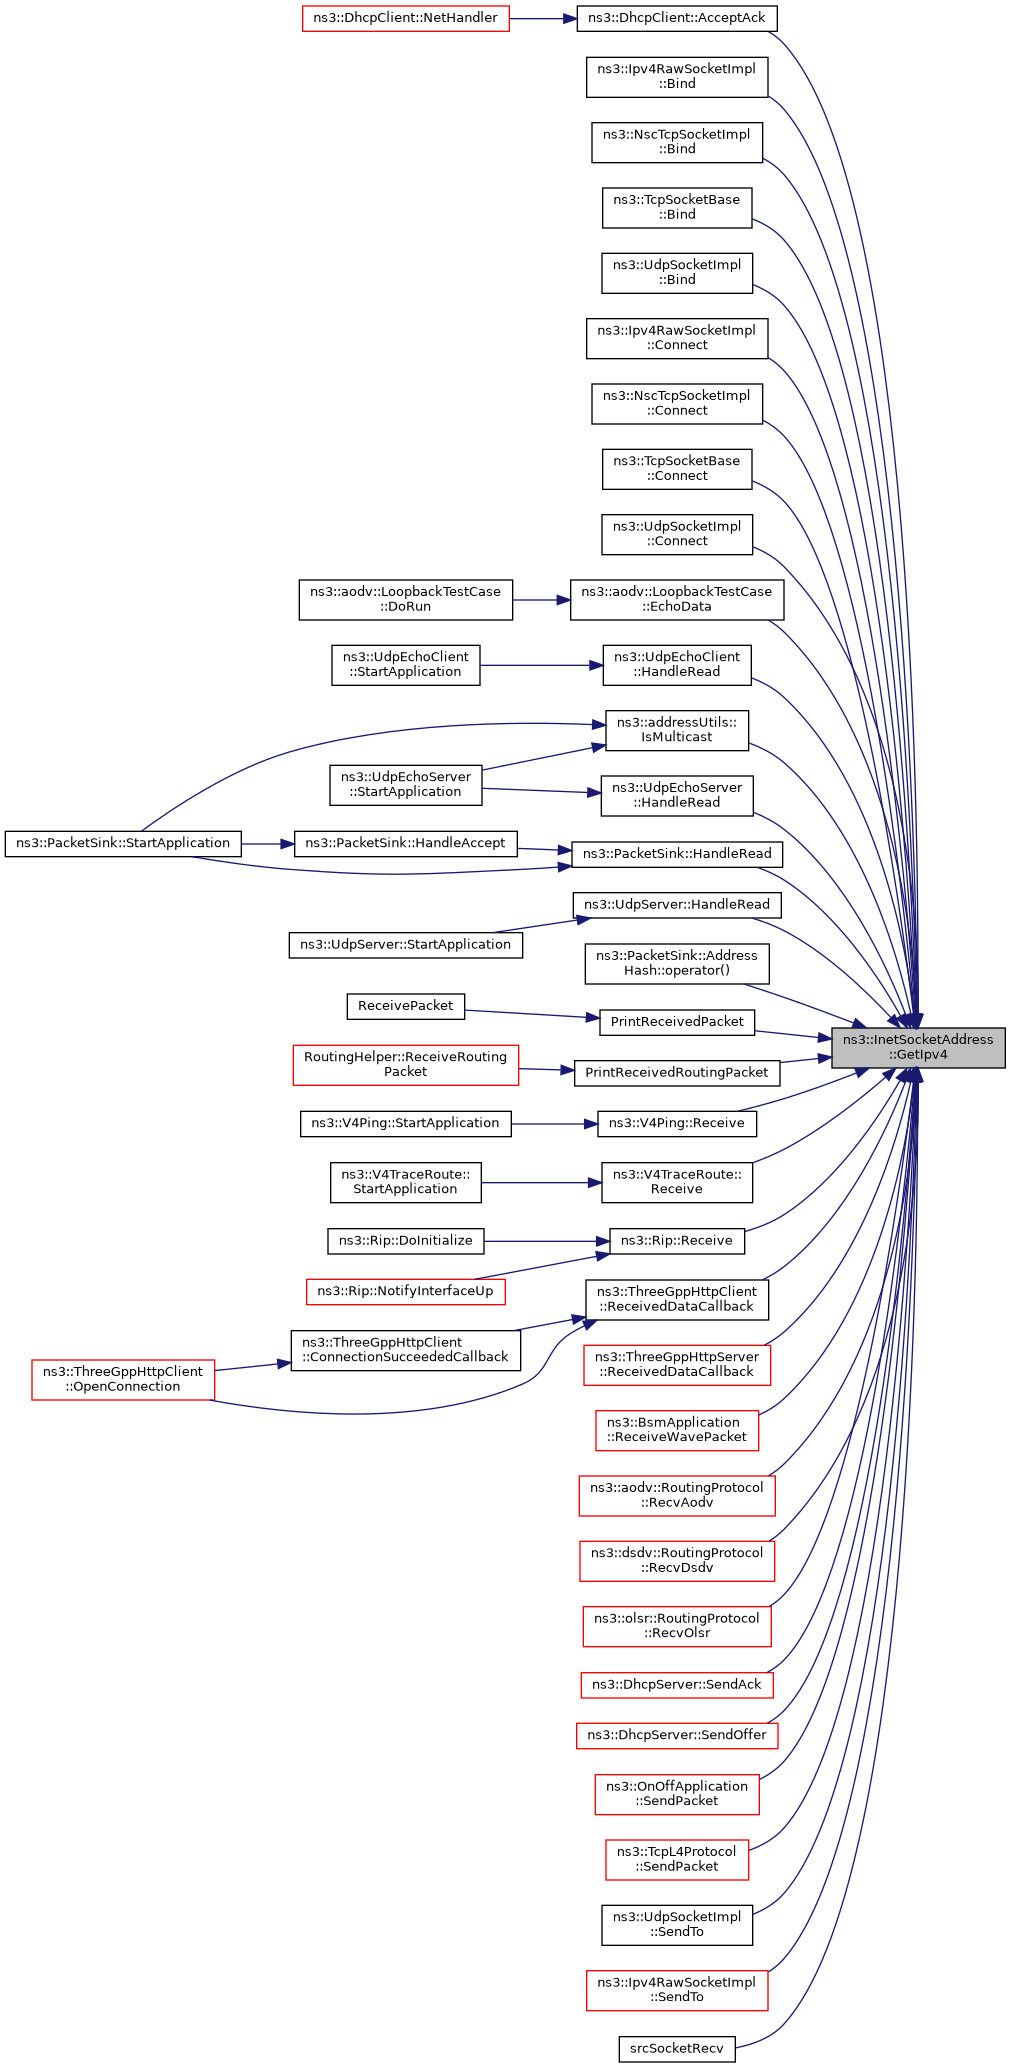 ns3::DhcpClient::NetHandler
ns3::DhcpClient::AcceptAck
ns3::Ipv4RawSocketImpl
::Bind
ns3::NscTcpSocketImpl
::Bind
ns3::TcpSocketBase
::Bind
ns3::UdpSocketImpl
::Bind
ns3::Ipv4RawSocketImpl
::Connect
ns3::NscTcpSocketImpl
::Connect
ns3::TcpSocketBase
::Connect
ns3::UdpSocketImpl
::Connect
ns3::aodv::LoopbackTestCase
::DoRun
ns3::aodv::LoopbackTestCase
::EchoData
ns3::UdpEchoClient
::StartApplication
ns3::UdpEchoClient
::HandleRead
ns3::addressUtils::
IsMulticast
ns3::UdpEchoServer
::StartApplication
ns3::UdpEchoServer
::HandleRead
ns3::PacketSink::StartApplication
ns3::PacketSink::HandleAccept
ns3::PacketSink::HandleRead
ns3::UdpServer::HandleRead
ns3::UdpServer::StartApplication
ns3::PacketSink::Address
Hash::operator()
ReceivePacket
PrintReceivedPacket
ns3::InetSocketAddress
::GetIpv4
RoutingHelper::ReceiveRouting
Packet
PrintReceivedRoutingPacket
ns3::V4Ping::StartApplication
ns3::V4Ping::Receive
ns3::V4TraceRoute::
StartApplication
ns3::V4TraceRoute::
Receive
ns3::Rip::DoInitialize
ns3::Rip::Receive
ns3::Rip::NotifyInterfaceUp
ns3::ThreeGppHttpClient
::ReceivedDataCallback
ns3::ThreeGppHttpClient
::ConnectionSucceededCallback
ns3::ThreeGppHttpClient
::OpenConnection
ns3::ThreeGppHttpServer
::ReceivedDataCallback
ns3::BsmApplication
::ReceiveWavePacket
ns3::aodv::RoutingProtocol
::RecvAodv
ns3::dsdv::RoutingProtocol
::RecvDsdv
ns3::olsr::RoutingProtocol
::RecvOlsr
ns3::DhcpServer::SendAck
ns3::DhcpServer::SendOffer
ns3::OnOffApplication
::SendPacket
ns3::TcpL4Protocol
::SendPacket
ns3::UdpSocketImpl
::SendTo
ns3::Ipv4RawSocketImpl
::SendTo
srcSocketRecv